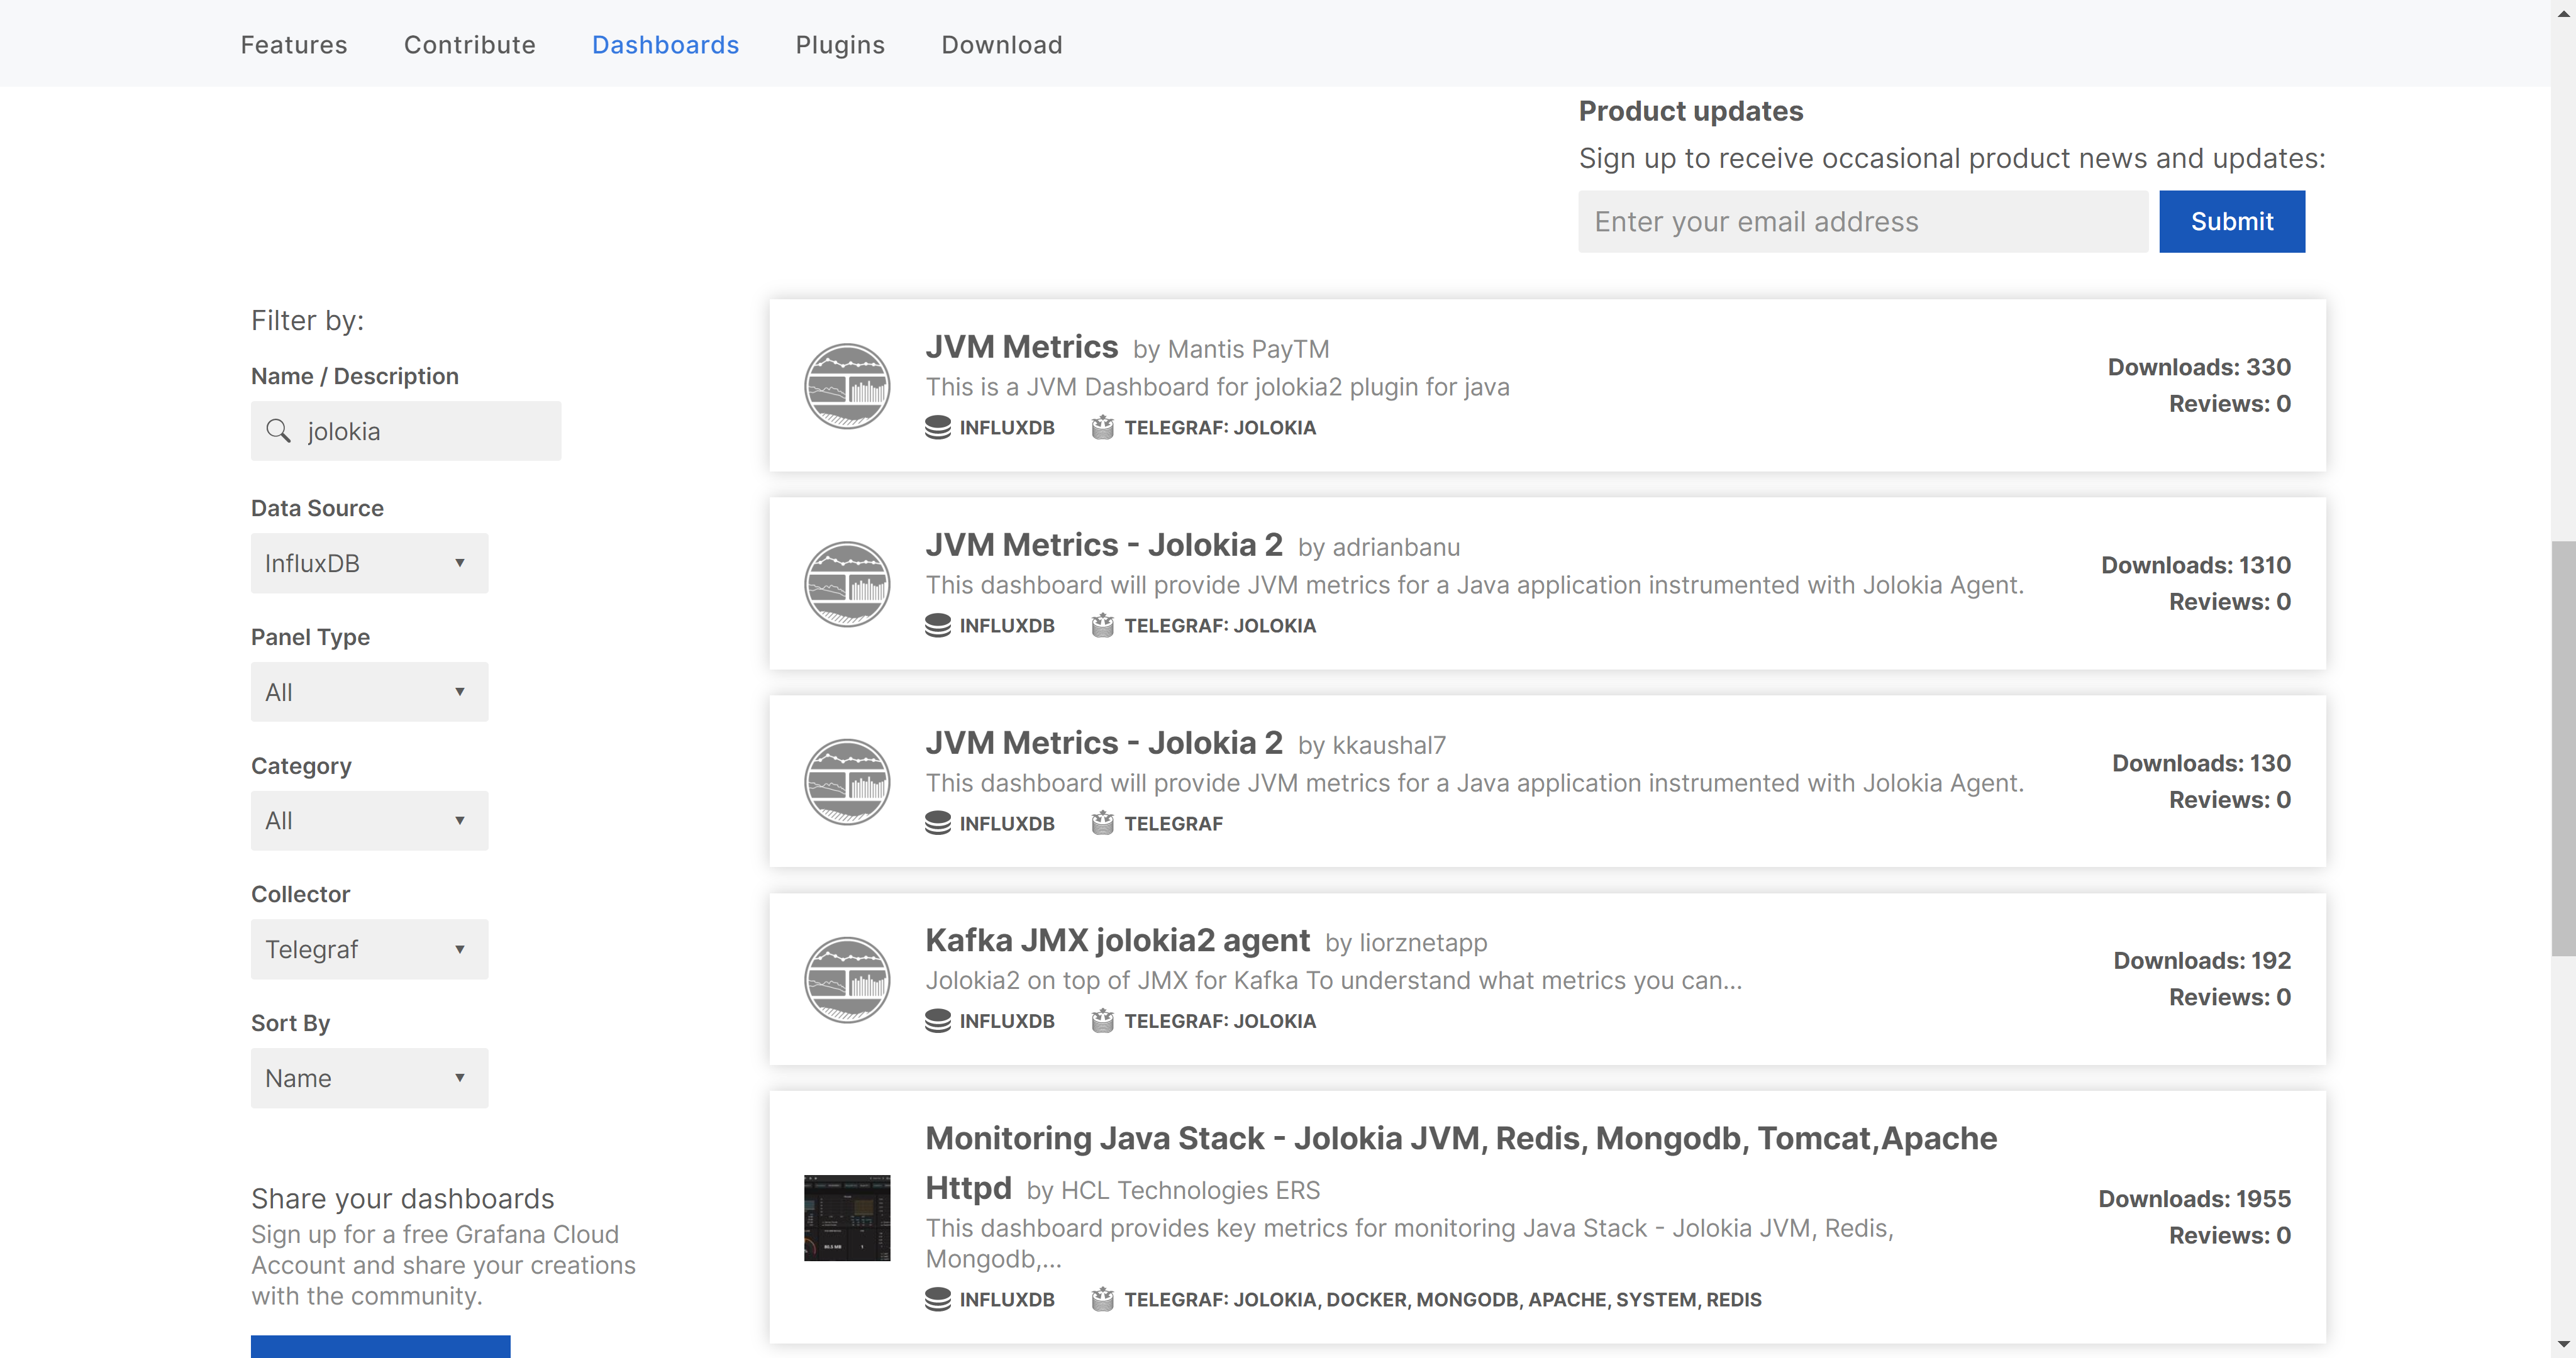 Features Contribute Dashboards Plugins Download
Product updates
Sign up to receive occasional product news and updates:
Enter your email address Submit
Filter by:
Name / Description
jolokia
Data Source
InfluxDB
Panel Type
All
Category
All
Collector
Telegraf
Sort By
Name
Share your dashboards
Sign up for a free Grafana Cloud
Account and share your creations
with the community.
JVM Metrics by Mantis PayTM
This is a JVM Dashboard for jolokia2 plugin for java
INFLUXDB TELEGRAF: JOLOKIA
Downloads: 330
Reviews: 0
JVM Metrics - Jolokia 2 by adrianbanu
This dashboard will provide JVM metrics for a Java application instrumented with Jolokia Agent.
INFLUXDB TELEGRAF: JOLOKIA
Downloads: 1310
Reviews: 0
JVM Metrics - Jolokia 2 by kkaushal7
This dashboard will provide JVM metrics for a Java application instrumented with Jolokia Agent.
INFLUXDB TELEGRAF
Downloads: 130
Reviews: 0
Kafka JMX jolokia2 agent by liorznetapp
Jolokia2 on top of JMX for Kafka To understand what metrics you can...
INFLUXDB TELEGRAF: JOLOKIA
Downloads: 192
Reviews: 0
Monitoring Java Stack - Jolokia JVM, Redis, Mongodb, Tomcat,Apache
Httpd by HCL Technologies ERS
This dashboard provides key metrics for monitoring Java Stack - Jolokia JVM, Redis,
Mongodb,...
INFLUXDB TELEGRAF: JOLOKIA, DOCKER, MONGODB, APACHE, SYSTEM, REDIS
Downloads: 1955
Reviews: 0